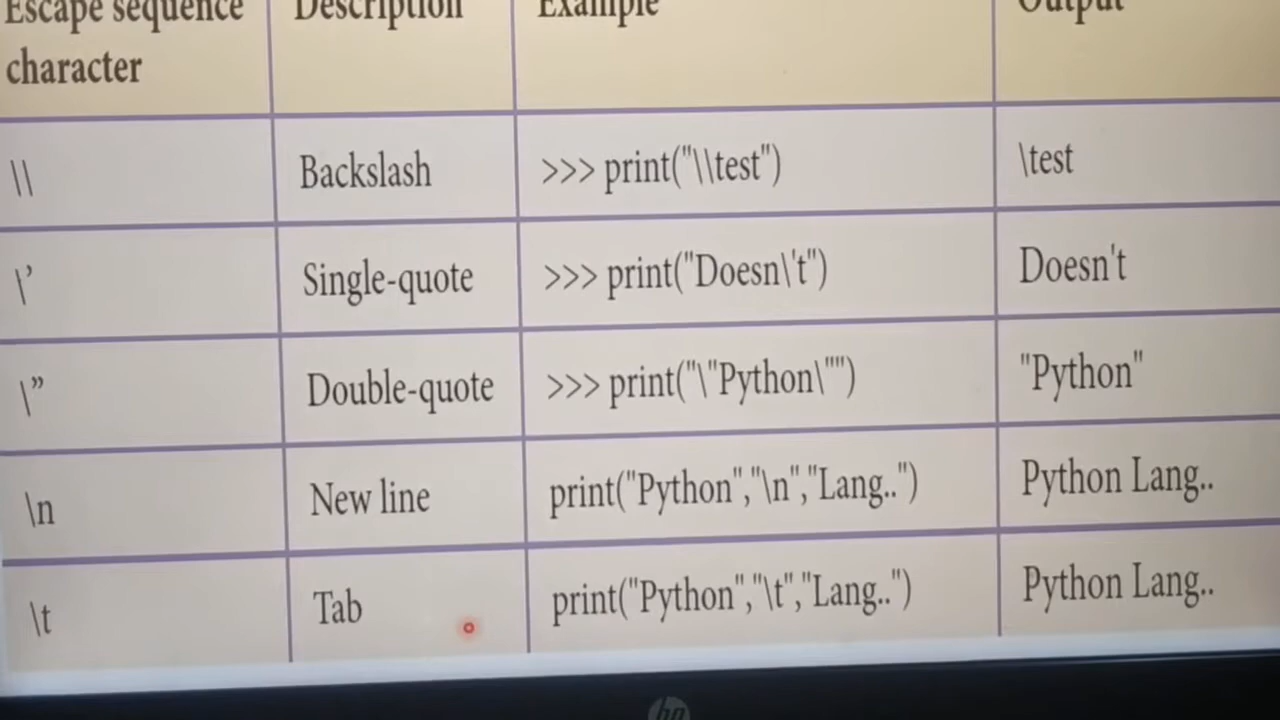 Escape sequence character Description Example Output
\\ Backslash >>> print("\\test") \test
\’ Single-quote >>> print("Doesn\'t") Doesn't
\” Double-quote >>> print("\"Python\"") "Python"
\n New line print("Python","\n","Lang..") Python Lang..
\t Tab print("Python","\t","Lang..") Python Lang..
hp